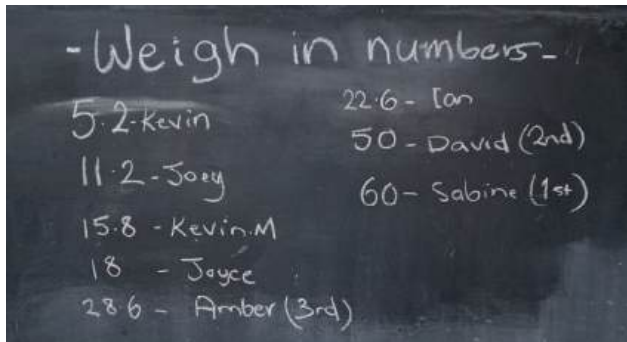 -Weigh in numbers-
5.2-Kevin
11.2-Joey
15.8 -Kevin.M
18 - Joyce
28 6 - Amber (3rd)
22.6- Ian
50 - David (2nd)
60- Sabine (1st)